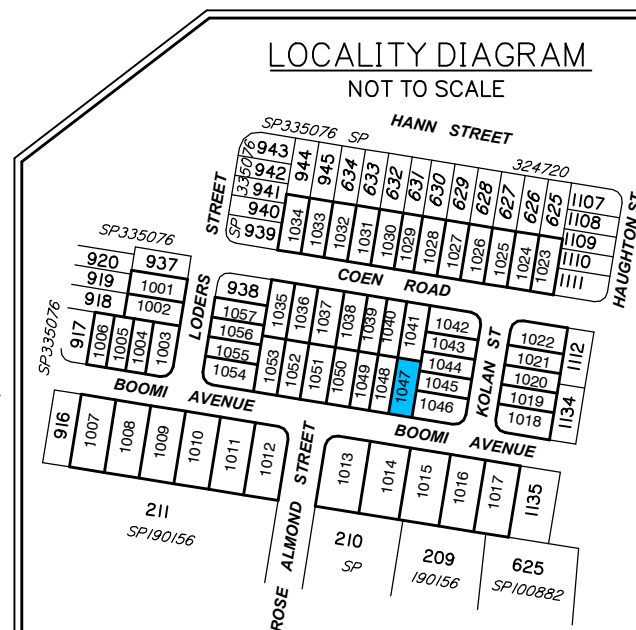 LOCALITY DIAGRAM
NOT TO SCALE
HANN STREET
SP335076 SP 324720
943
942
941
940
939
335076
SP
944 945 634 633 632 631 630 629 628 627 626 625
1107
1108
1109
1110
1111
STREET
HAUGHTON ST
1034 1033 1032 1031 1030 1029 1028 1027 1026 1025 1024 1023
SP335076
920
919
918
917
SP335076
937
1001
1002
1006 1005 1004 1003
LODERS
COEN ROAD
938
1057
1056
1055
1054
1035 1036 1037 1038 1039 1040 1041
1053 1052 1051 1050 1049 1048 1047
1042
1043
1044
1045
1046
KOLAN ST
1022
1021
1020
1019
1018
1112
1134
BOOMI AVENUE
BOOMI AVENUE
916 1007 1008 1009 1010 1011 1012
ROSE ALMOND STREET
1013 1014 1015 1016 1017 1135
211
SP190156
210
SP
209
190156
625
SP100882